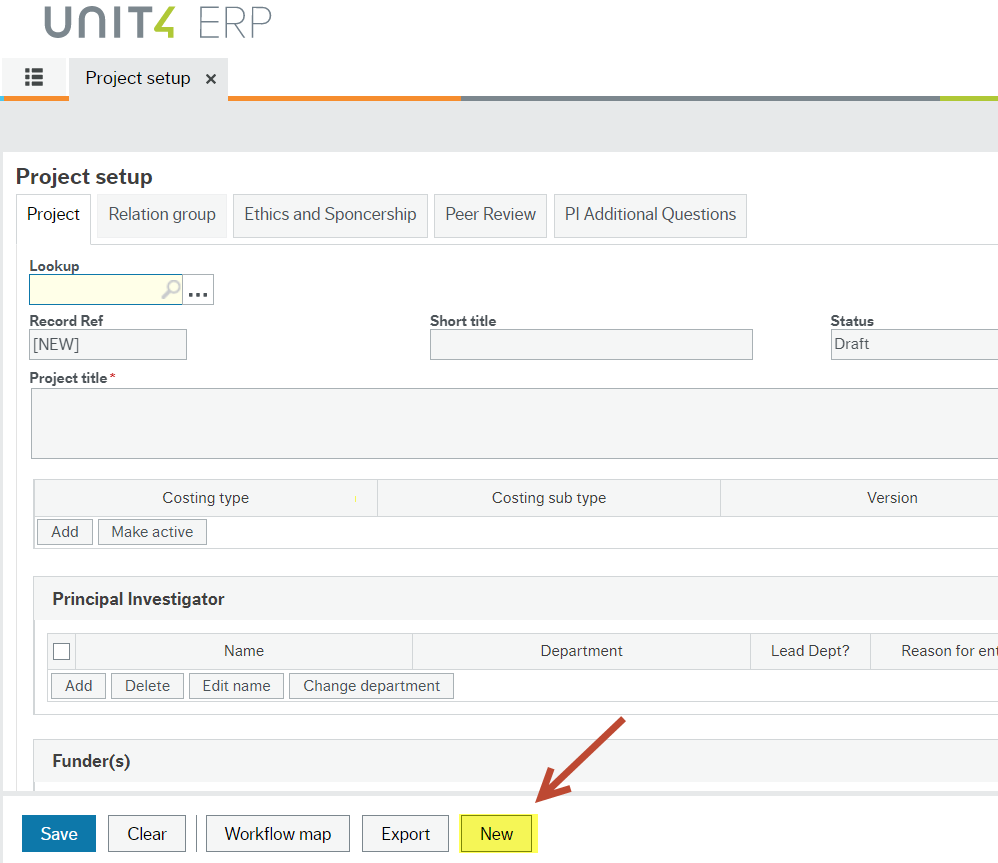 UNIT4 ERP
Project setup ×
Project setup
Project Relation group Ethics and Sponcership Peer Review PI Additional Questions
Lookup
...
Record Ref Short title Status
[NEW] Draft
Project title*
Costing type Costing sub type Version
Add Make active
Principal Investigator
Name Department Lead Dept? Reason for ent
Add Delete Edit name Change department
Funder(s)
Save Clear Workflow map Export New